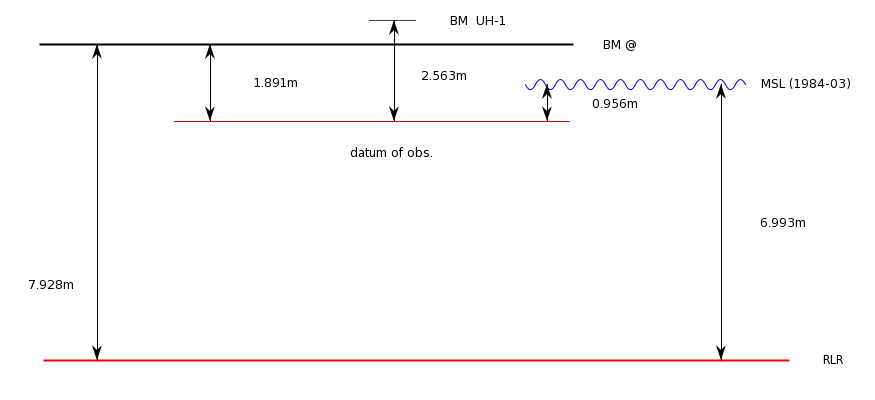 BM UH-1
BM @
1.891m
2.563m
MSL (1984-03)
0.956m
datum of obs.
6.993m
7.928m
RLR